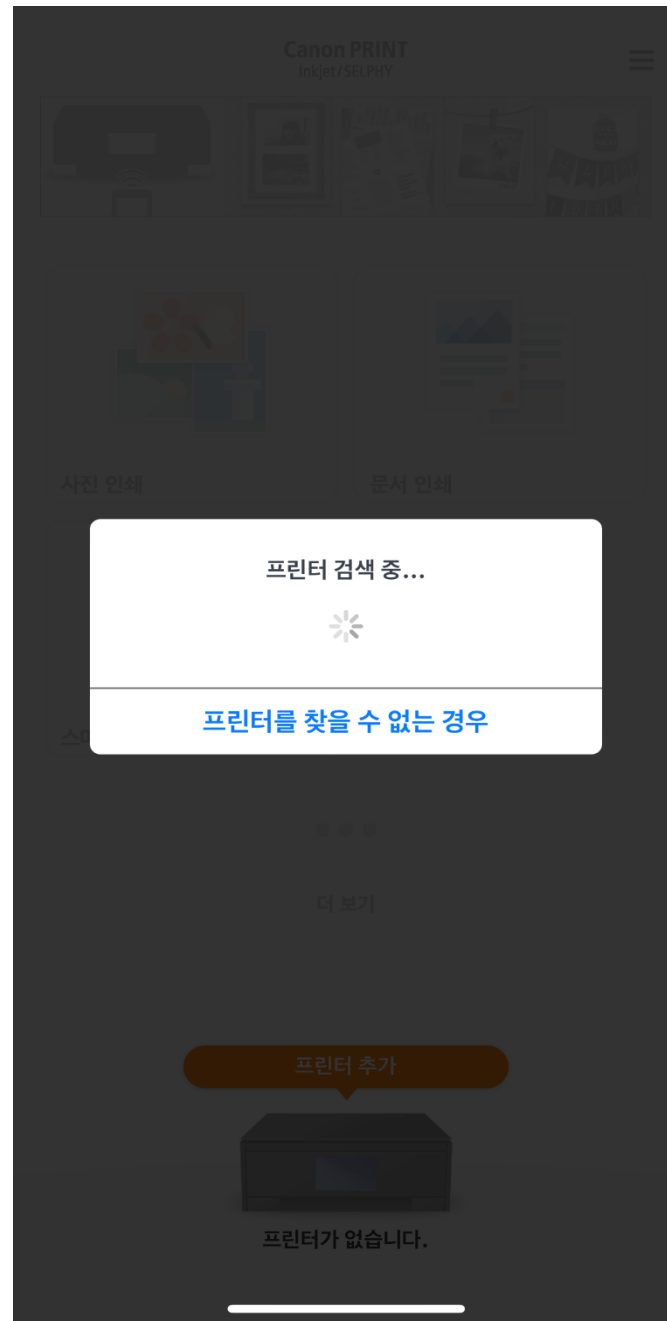 Canon PRINT
Inkjet/SELPHY
사진 인쇄
문서 인쇄
프린터 검색 중...
프린터를 찾을 수 없는 경우
더 보기
프린터 추가
프린터가 없습니다.